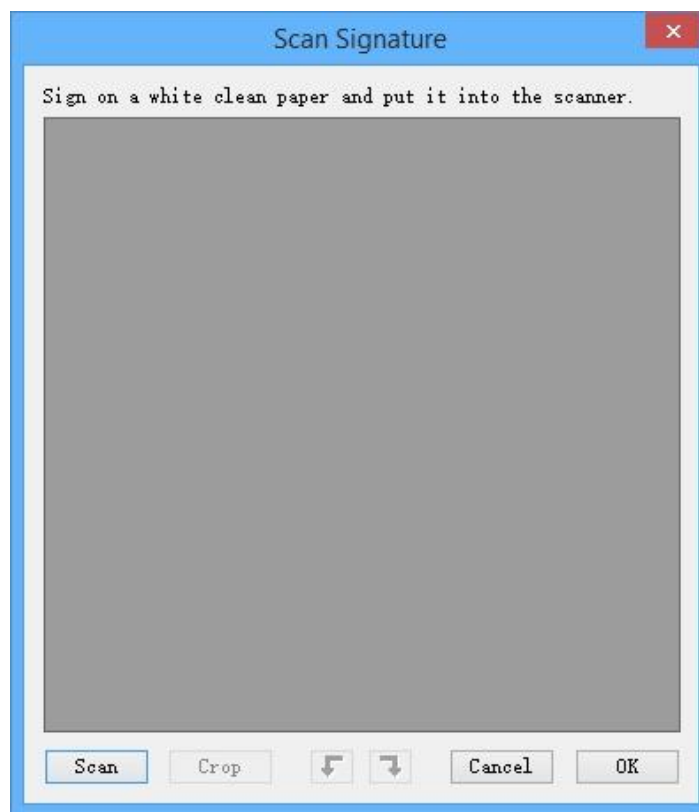 Scan Signature
Sign on a white clean paper and put it into the scanner.
Scan Crop Cancel OK